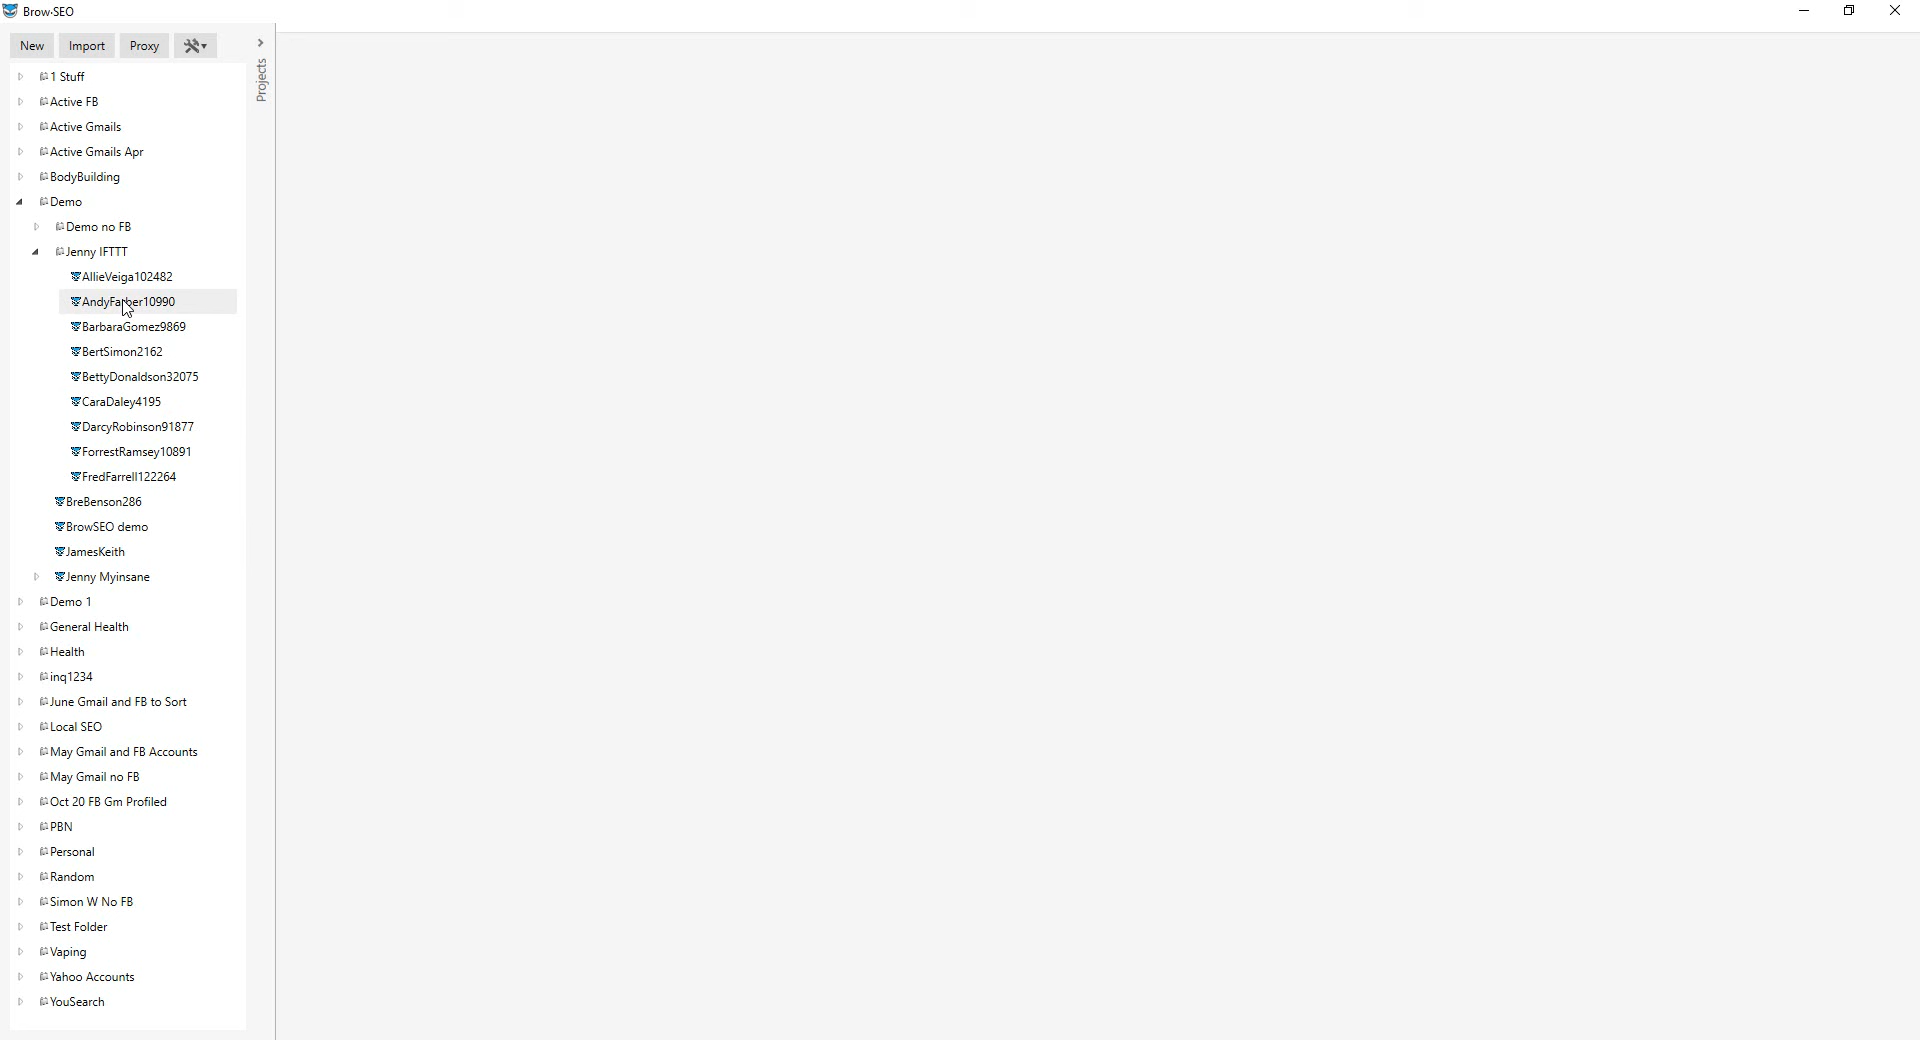 Brow·SEO
New Import Proxy
Projects
1 Stuff
Active FB
Active Gmails
Active Gmails Apr
BodyBuilding
Demo
Demo no FB
Jenny IFTTT
AllieVeiga102482
AndyFarber10990
BarbaraGomez9869
BertSimon2162
BettyDonaldson32075
CaraDaley4195
DarcyRobinson91877
ForrestRamsey10891
FredFarrell122264
BreBenson286
BrowSEO demo
JamesKeith
Jenny Myinsane
Demo 1
General Health
Health
inq1234
June Gmail and FB to Sort
Local SEO
May Gmail and FB Accounts
May Gmail no FB
Oct 20 FB Gm Profiled
PBN
Personal
Random
Simon W No FB
Test Folder
Vaping
Yahoo Accounts
YouSearch